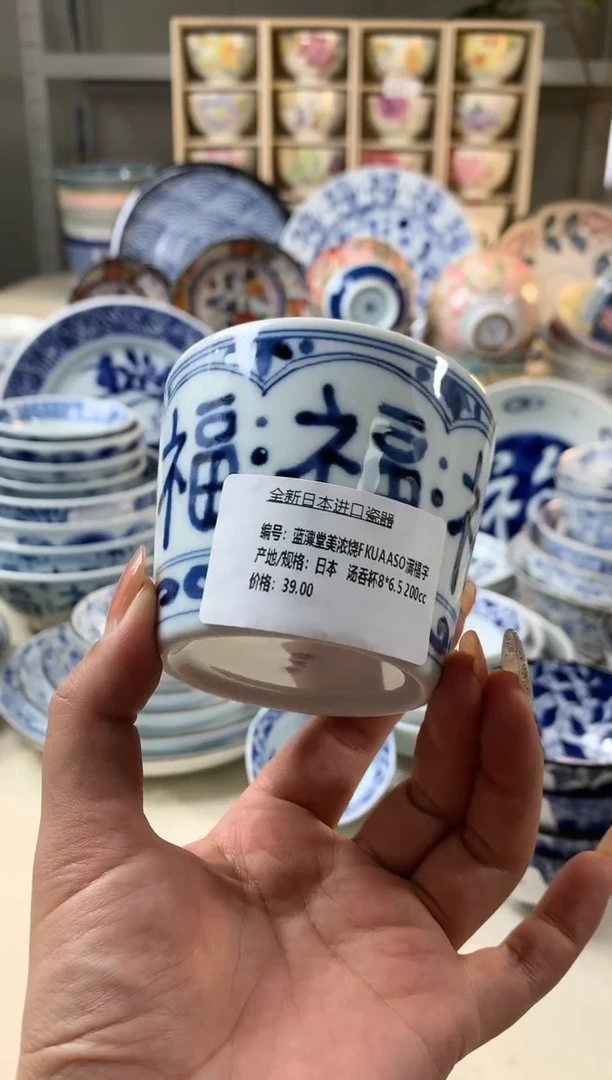 福 福
全新日本进口瓷器
编号：蓝澟堂美浓烧FKUAASO满福字
产地/规格：日本 汤吞杯8*6.5 200cc
价格：39.00